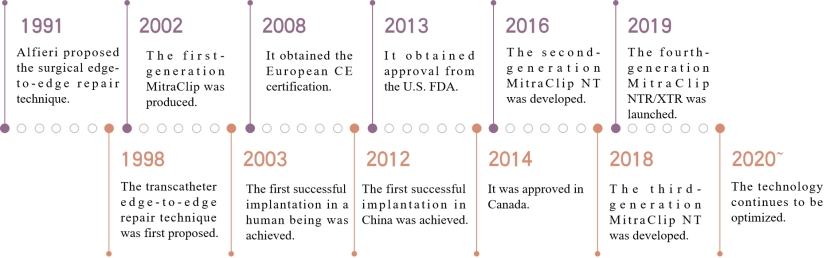 1991
Alfieri proposed
the surgical edge-
to-edge repair
technique.
2002
The first-
generation
MitraClip was
produced.
2008
It obtained the
European CE
certification.
2013
It obtained
approval from
the U.S. FDA.
2016
The second-
generation
MitraClip NT
was developed.
2019
The fourth-
generation
MitraClip
NTR/XTR was
launched.
1998
The transcatheter
edge-to-edge
repair technique
was first proposed.
2003
The first successful
implantation in a
human being was
achieved.
2012
The first successful
implantation in
China was achieved.
2014
It was approved in
Canada.
2018
The third-
generation
MitraClip NT
was developed.
2020~
The technology
continues to be
optimized.